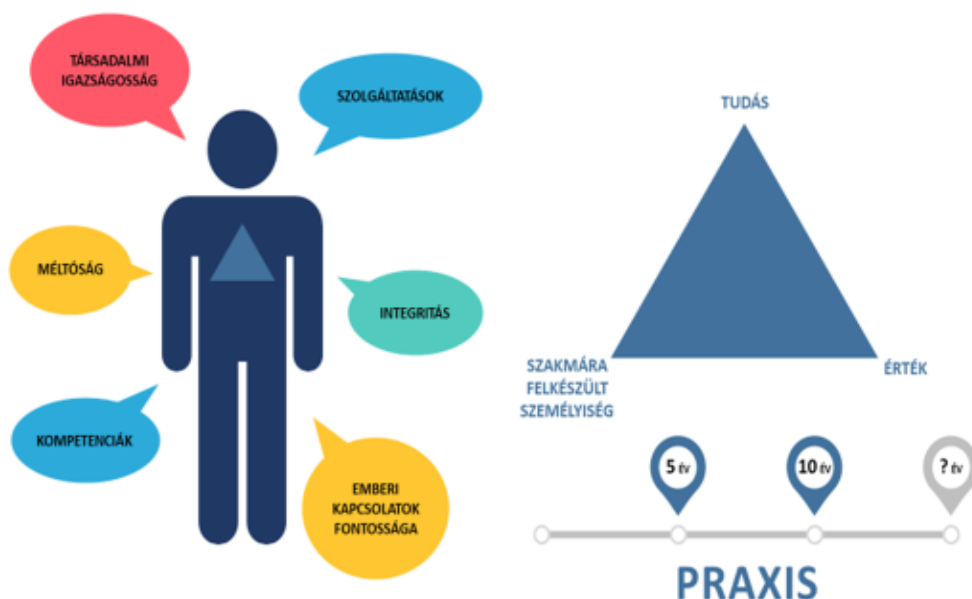 TÁRSADALMI
IGAZSÁGOSSÁG
SZOLGÁLTATÁSOK
MÉLTÓSÁG
INTEGRITÁS
KOMPETENCIÁK
EMBERI
KAPCSOLATOK
FONTOSSÁGA
TUDÁS
SZAKMÁRA
FELKÉSZÜLT
SZEMÉLYISÉG
ÉRTÉK
5 ÉV
10 ÉV
? ÉV
PRAXIS